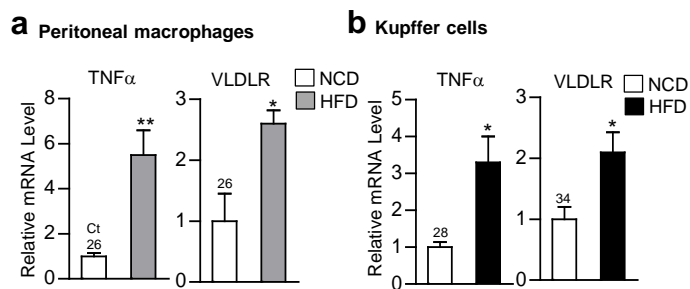 a Peritoneal macrophages
TNFα
VLDLR
NCD
HFD
Relative mRNA Level
8
6
4
2
0
Ct
26
**
3
2
1
0
26
*
b Kupffer cells
TNFα
VLDLR
NCD
HFD
Relative mRNA Level
5
4
3
2
1
0
28
*
3
2
1
0
34
*